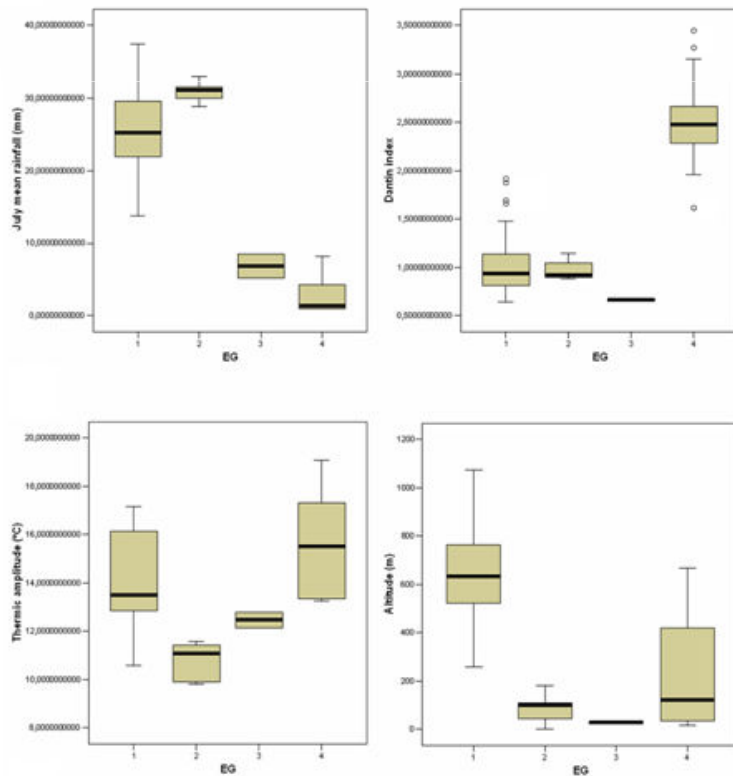 July mean rainfall (mm)
40,0000000000
30,0000000000
20,0000000000
10,0000000000
0,0000000000
1 2 3 4
EG
Dantin index
3,5000000000
3,0000000000
2,5000000000
2,0000000000
1,5000000000
1,0000000000
0,5000000000
1 2 3 4
EG
Thermic amplitude (ºC)
20,0000000000
18,0000000000
16,0000000000
14,0000000000
12,0000000000
10,0000000000
8,0000000000
1 2 3 4
EG
Altitude (m)
1200
1000
800
600
400
200
0
1 2 3 4
EG